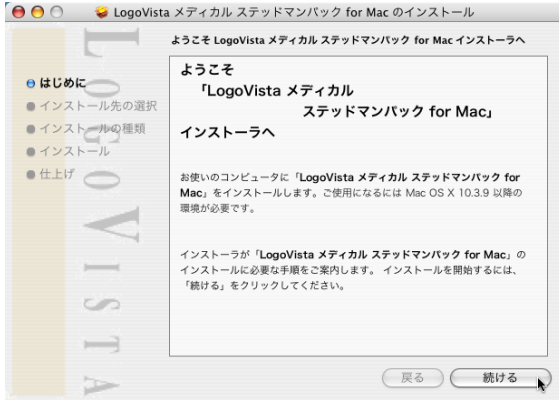 LogoVista メディカル ステッドマンパック for Mac のインストール
ようこそ LogoVista メディカル ステッドマンパック for Mac インストーラへ
はじめに
インストール先の選択
インストールの種類
インストール
仕上げ
LOGOVISTA
ようこそ
「LogoVista メディカル
ステッドマンパック for Mac」
インストーラへ
お使いのコンピュータに「LogoVista メディカル ステッドマンパック for
Mac」をインストールします。ご使用になるには Mac OS X 10.3.9 以降の
環境が必要です。
インストーラが「LogoVista メディカル ステッドマンパック for Mac」の
インストールに必要な手順をご案内します。 インストールを開始するには、
「続ける」をクリックしてください。
戻る
続ける